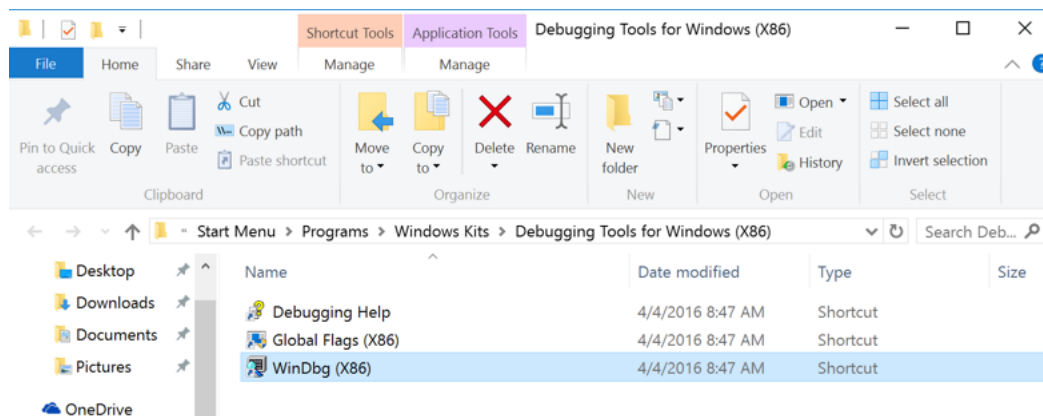 Shortcut Tools Application Tools Debugging Tools for Windows (X86)
File Home Share View Manage Manage
Pin to Quick access
Copy
Paste
Cut
Copy path
Paste shortcut
Clipboard
Move to
Copy to
Delete
Rename
Organize
New folder
New
Properties
Open
Edit
History
Open
Select all
Select none
Invert selection
Select
« Start Menu > Programs > Windows Kits > Debugging Tools for Windows (X86)
Search Deb...
Desktop
Downloads
Documents
Pictures
OneDrive
Name Date modified Type Size
Debugging Help 4/4/2016 8:47 AM Shortcut
Global Flags (X86) 4/4/2016 8:47 AM Shortcut
WinDbg (X86) 4/4/2016 8:47 AM Shortcut